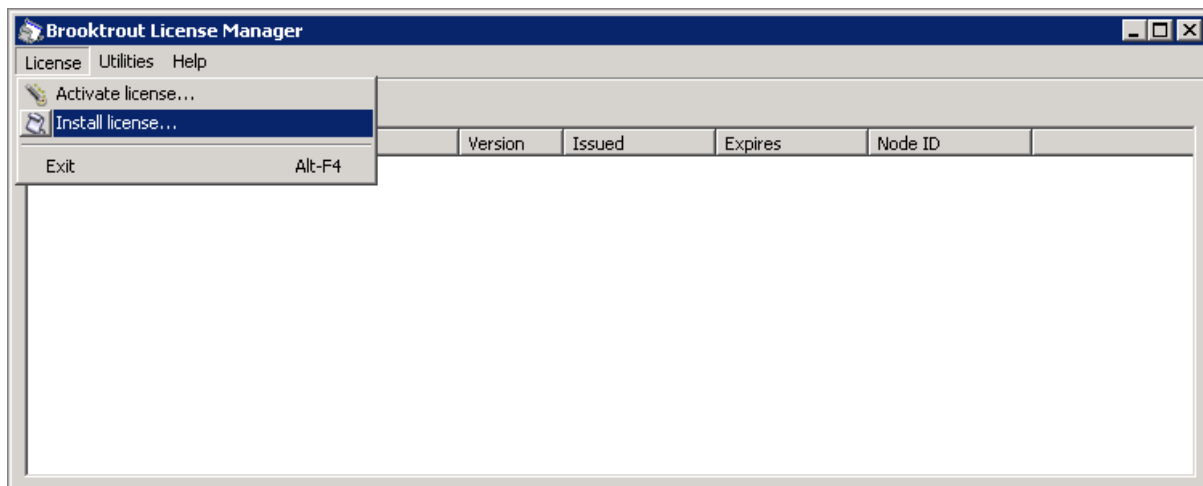 Brooktrout License Manager
License Utilities Help
Activate license...
Install license...
Version Issued Expires Node ID
Exit Alt-F4